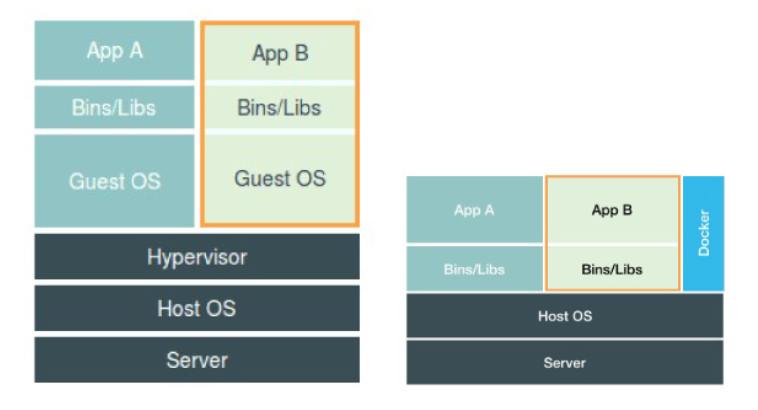 App A
App B
Bins/Libs
Bins/Libs
Guest OS
Guest OS
Hypervisor
Host OS
Server
App A
App B
Docker
Bins/Libs
Bins/Libs
Host OS
Server